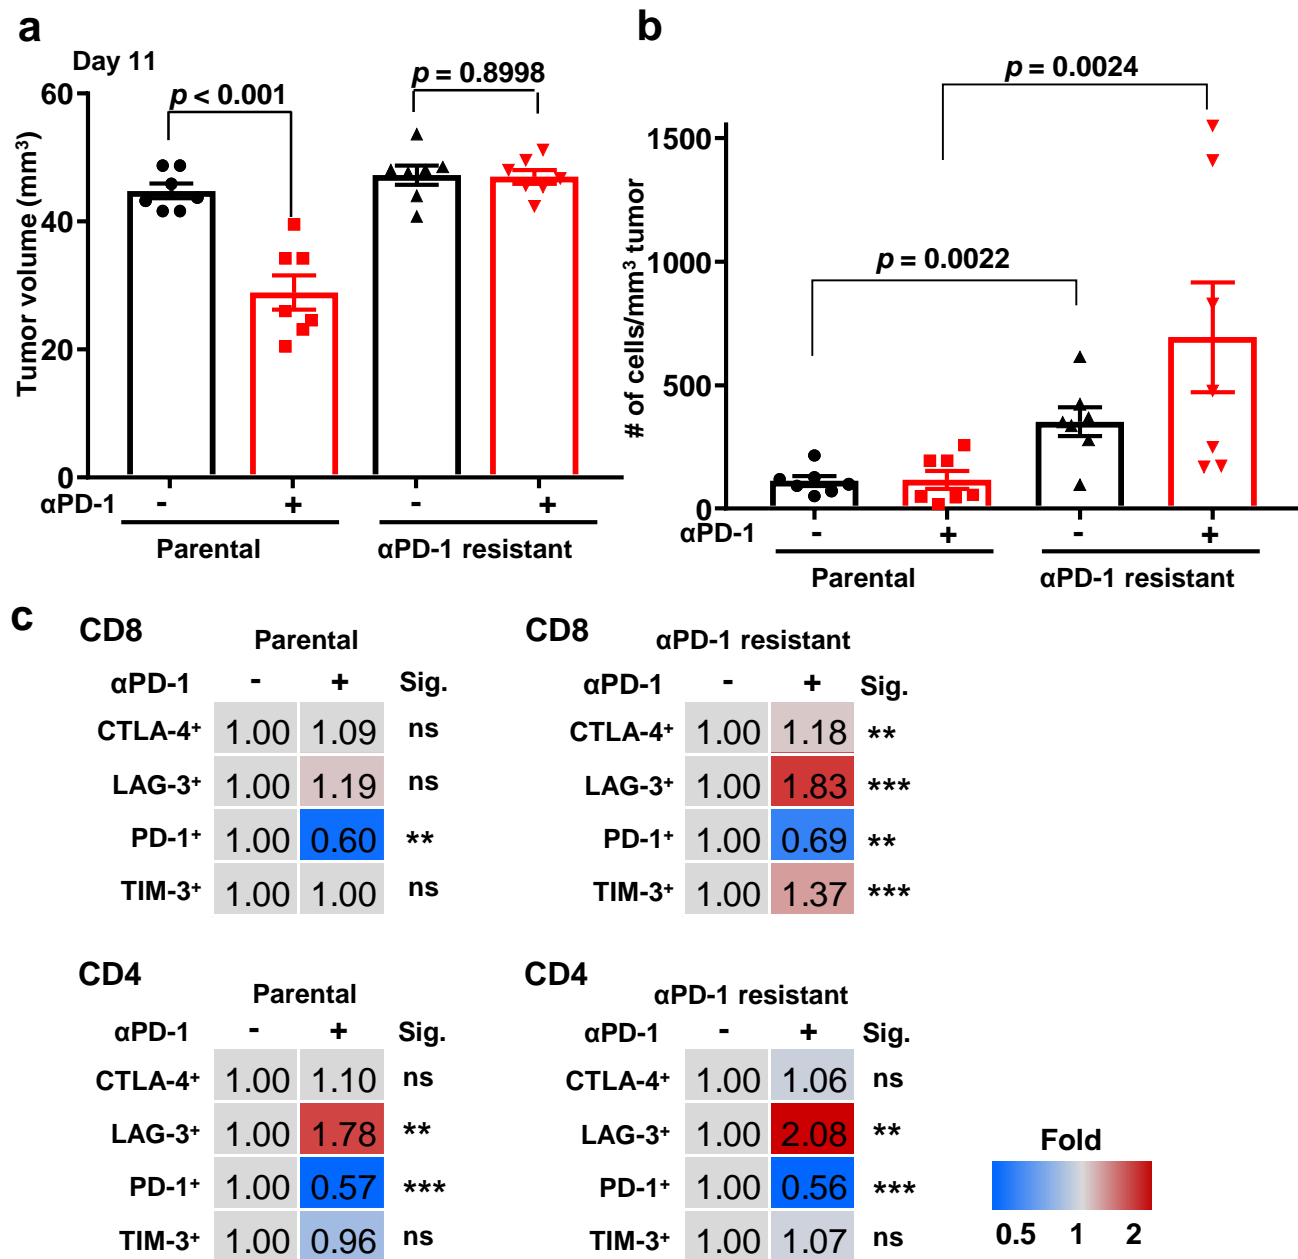 a
Day 11
p < 0.001
p = 0.8998
Tumor volume (mm³)
60
40
20
0
αPD-1 - + - +
Parental αPD-1 resistant
b
p = 0.0024
p = 0.0022
# of cells/mm³ tumor
1500
1000
500
0
αPD-1 - + - +
Parental αPD-1 resistant
c
CD8 Parental
αPD-1 - + Sig.
CTLA-4⁺ 1.00 1.09 ns
LAG-3⁺ 1.00 1.19 ns
PD-1⁺ 1.00 0.60 **
TIM-3⁺ 1.00 1.00 ns
CD8 αPD-1 resistant
αPD-1 - + Sig.
CTLA-4⁺ 1.00 1.18 **
LAG-3⁺ 1.00 1.83 ***
PD-1⁺ 1.00 0.69 **
TIM-3⁺ 1.00 1.37 ***
CD4 Parental
αPD-1 - + Sig.
CTLA-4⁺ 1.00 1.10 ns
LAG-3⁺ 1.00 1.78 **
PD-1⁺ 1.00 0.57 ***
TIM-3⁺ 1.00 0.96 ns
CD4 αPD-1 resistant
αPD-1 - + Sig.
CTLA-4⁺ 1.00 1.06 ns
LAG-3⁺ 1.00 2.08 **
PD-1⁺ 1.00 0.56 ***
TIM-3⁺ 1.00 1.07 ns
Fold
0.5 1 2